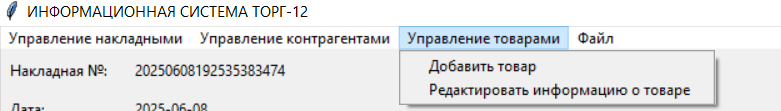 ИНФОРМАЦИОННАЯ СИСТЕМА ТОРГ-12
Управление накладными Управление контрагентами Управление товарами Файл
Накладная №: 20250608192535383474
Добавить товар
Редактировать информацию о товаре
Дата: 2025-06-08